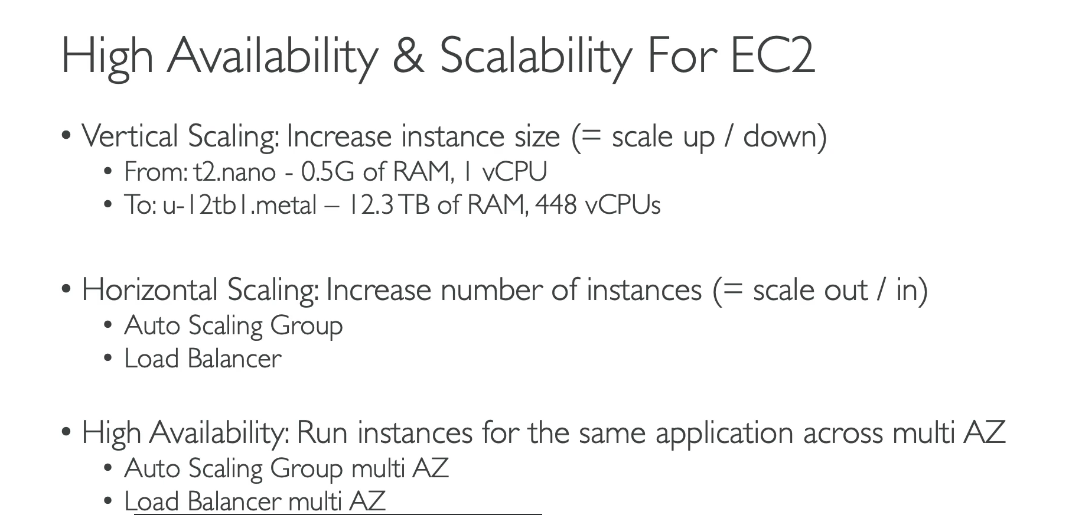 High Availability & Scalability For EC2
• Vertical Scaling: Increase instance size (= scale up / down)
• From: t2.nano - 0.5G of RAM, 1 vCPU
• To: u-12tb1.metal – 12.3 TB of RAM, 448 vCPUs
• Horizontal Scaling: Increase number of instances (= scale out / in)
• Auto Scaling Group
• Load Balancer
• High Availability: Run instances for the same application across multi AZ
• Auto Scaling Group multi AZ
• Load Balancer multi AZ